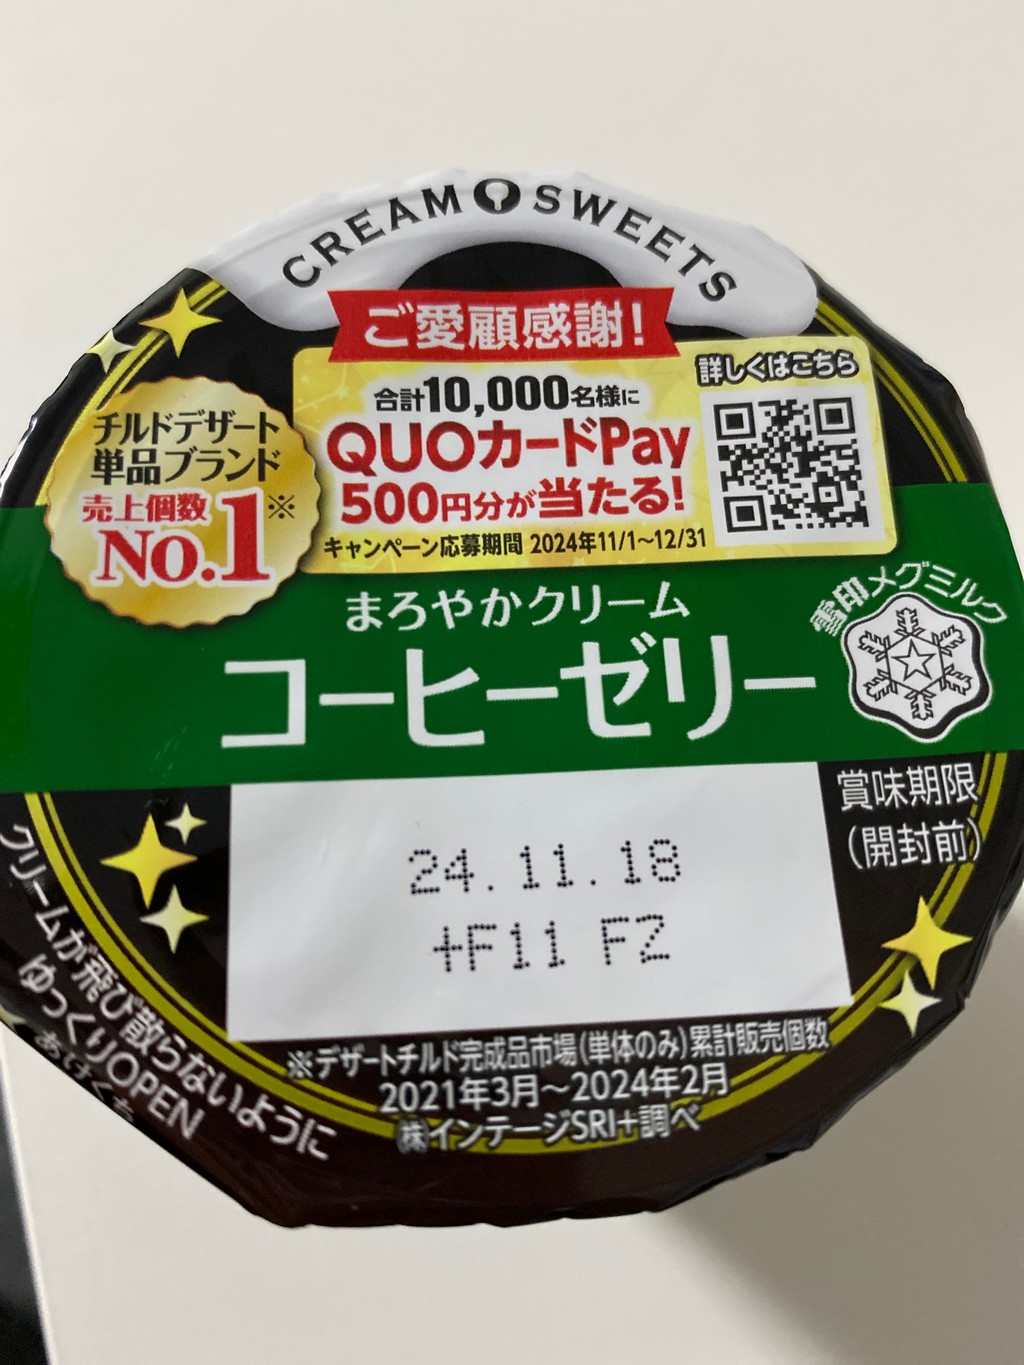 CREAM SWEETS
ご愛顧感謝!
合計10,000名様に
QUOカードPay
500円分が当たる!
キャンペーン応募期間 2024年11/1~12/31
詳しくはこちら
チルドデザート
単品ブランド
売上個数※
No.1
まろやかクリーム
コーヒーゼリー
雪印メグミルク
賞味期限
(開封前)
24.11.18
+F11 FZ
クリームが飛び散らないように
ゆっくりOPEN
あけくち
※デザートチルド完成品市場(単体のみ)累計販売個数
2021年3月~2024年2月
㈱インテージSRI+調べ